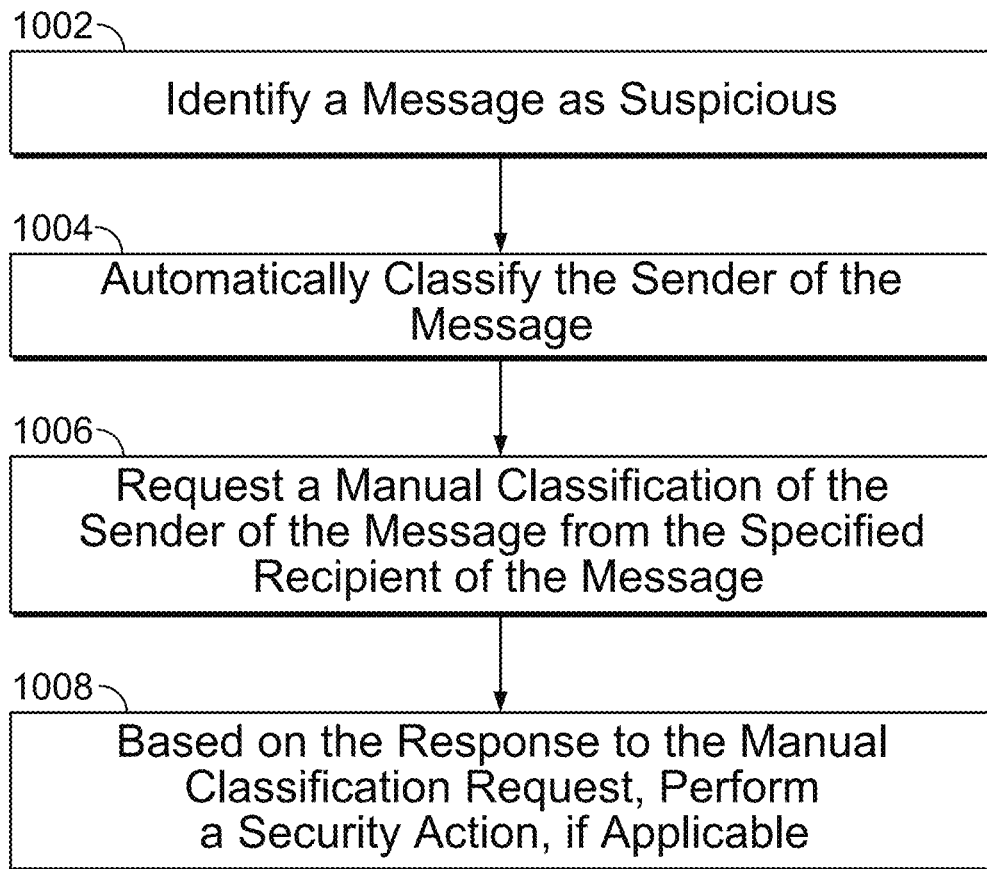 1002
Identify a Message as Suspicious
1004
Automatically Classify the Sender of the
Message
1006
Request a Manual Classification of the
Sender of the Message from the Specified
Recipient of the Message
1008
Based on the Response to the Manual
Classification Request, Perform
a Security Action, if Applicable